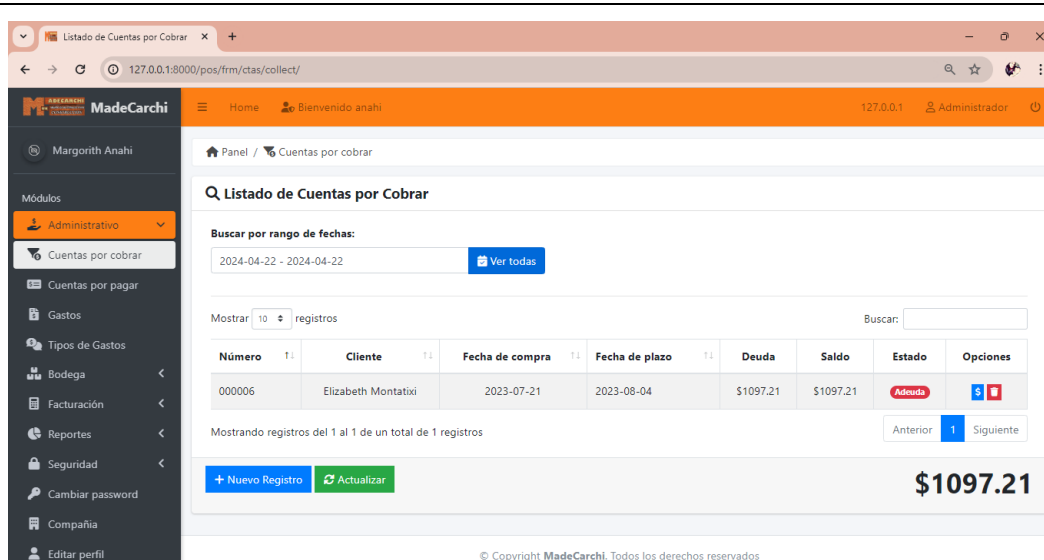 Listado de Cuentas por Cobrar
127.0.0.1:8000/pos/frm/ctas/collect/
MADECARCHI
MadeCarchi
Home
Bienvenido anahi
127.0.0.1
Administrador
Margorith Anahi
Panel / Cuentas por cobrar
Módulos
Administrativo
Cuentas por cobrar
Cuentas por pagar
Gastos
Tipos de Gastos
Bodega
Facturación
Reportes
Seguridad
Cambiar password
Compañia
Editar perfil
Listado de Cuentas por Cobrar
Buscar por rango de fechas:
2024-04-22 - 2024-04-22
Ver todas
Mostrar 10 registros
Buscar:
Número Cliente Fecha de compra Fecha de plazo Deuda Saldo Estado Opciones
000006 Elizabeth Montatixi 2023-07-21 2023-08-04 $1097.21 $1097.21 Adeuda $
Mostrando registros del 1 al 1 de un total de 1 registros
Anterior 1 Siguiente
+ Nuevo Registro
Actualizar
$1097.21
© Copyright MadeCarchi. Todos los derechos reservados